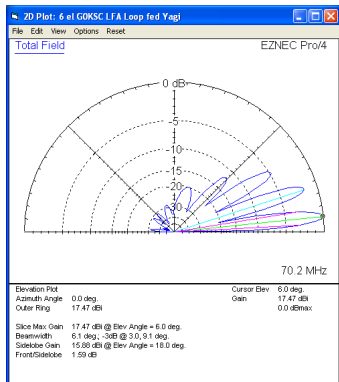 2D Plot: 6 el G0KSC LFA Loop fed Yagi
File Edit View Options Reset
Total Field
EZNEC Pro/4
0 dB
-5
-10
-15
-20
-30
70.2 MHz
Elevation Plot
Cursor Elev 6.0 deg.
Azimuth Angle 0.0 deg.
Gain 17.47 dBi
Outer Ring 17.47 dBi
0.0 dBmax
Slice Max Gain 17.47 dBi @ Elev Angle = 6.0 deg.
Beamwidth 6.1 deg.; -3dB @ 3.0, 9.1 deg.
Sidelobe Gain 15.88 dBi @ Elev Angle = 18.0 deg.
Front/Sidelobe 1.59 dB